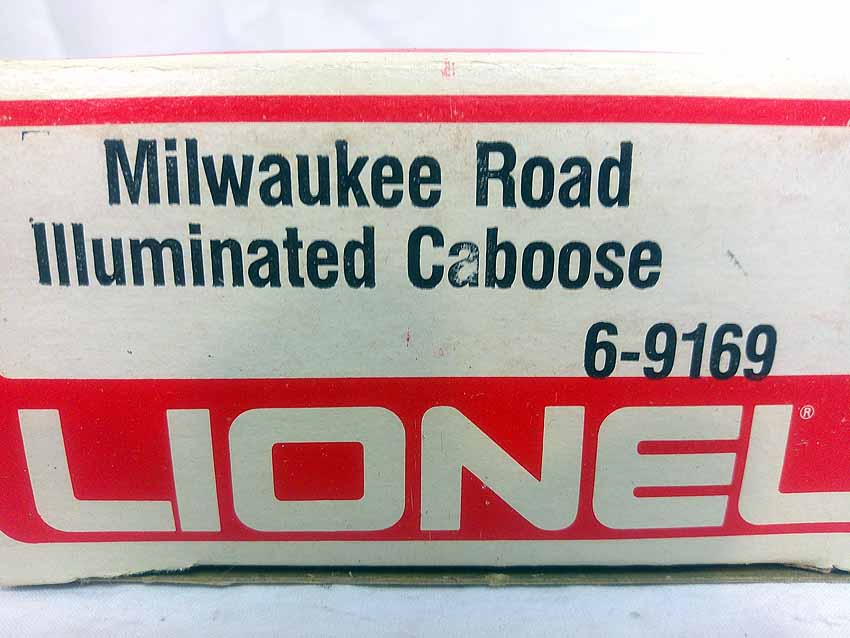 Milwaukee Road
Illuminated Caboose
6-9169
LIONEL®